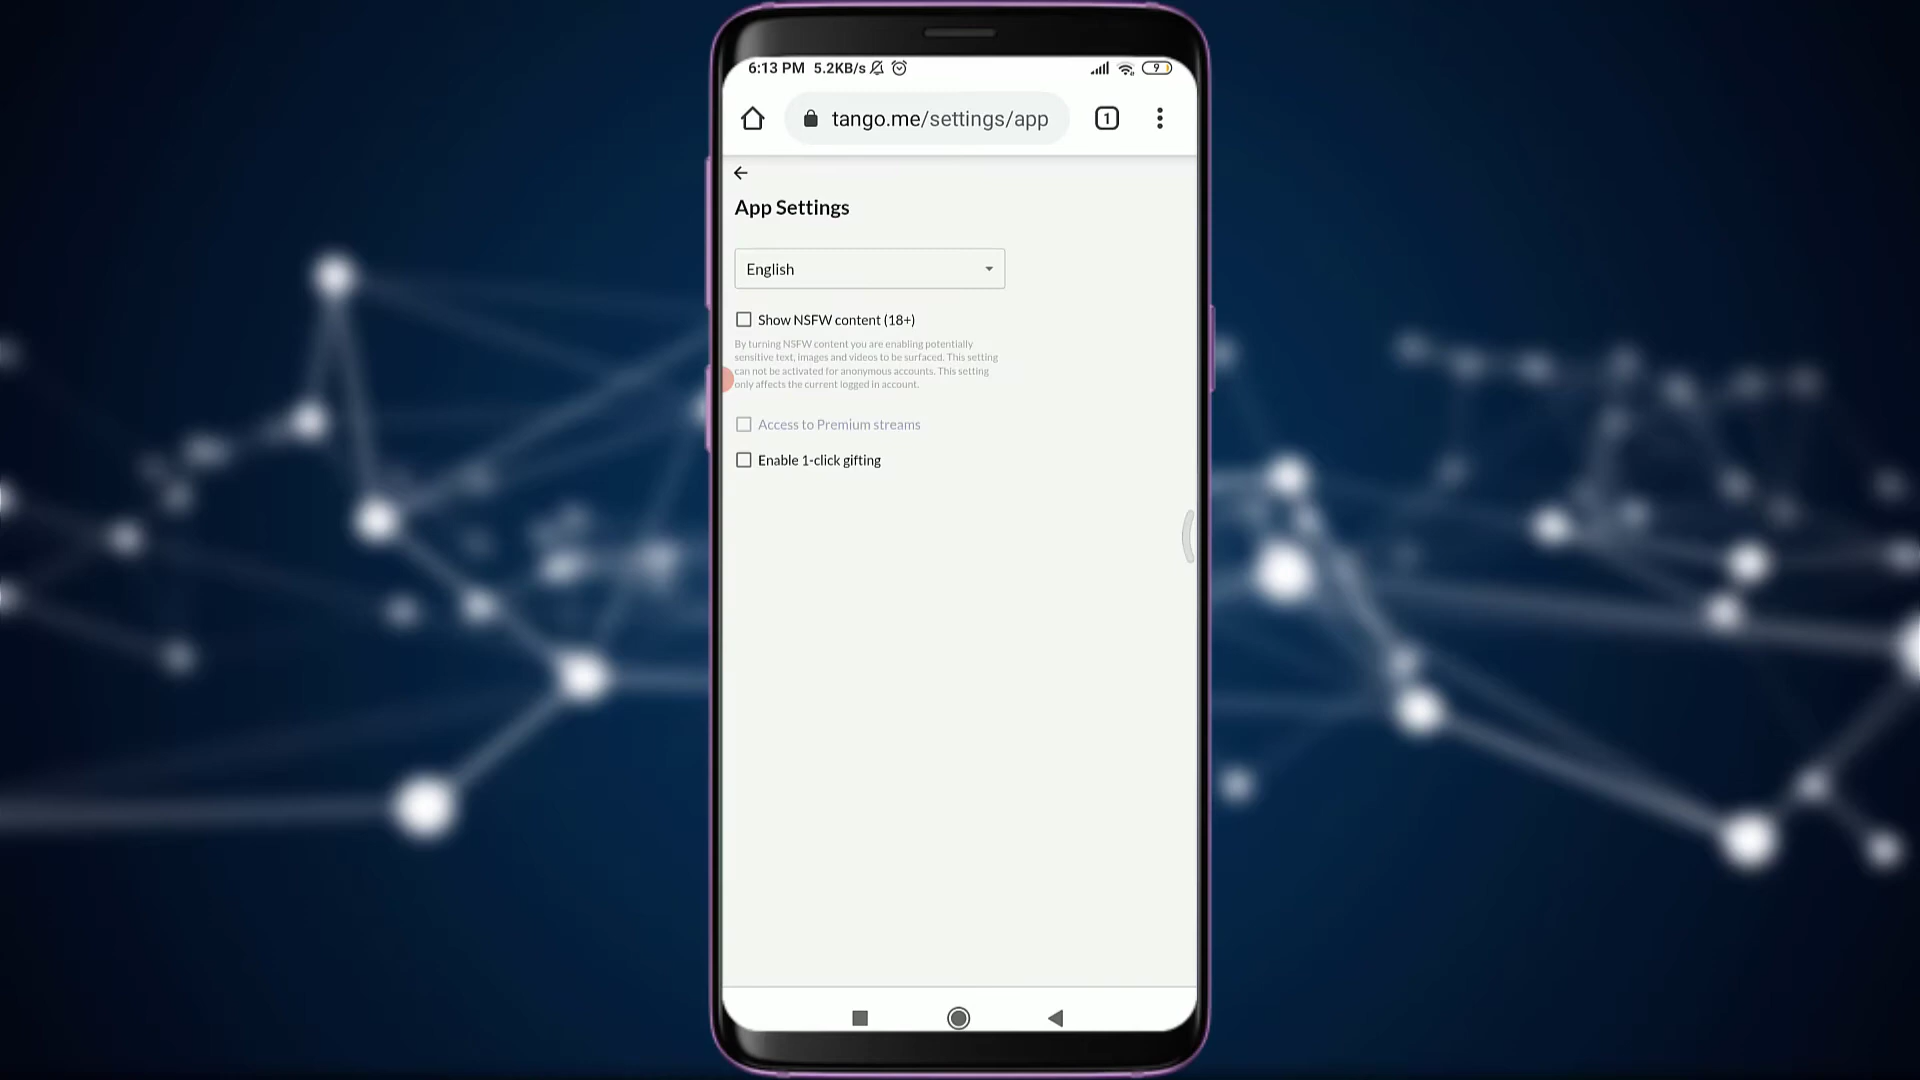 6:13 PM 5.2KB/s 9
tango.me/settings/app 1
App Settings
English
Show NSFW content (18+)
By turning NSFW content you are enabling potentially
sensitive text, images and videos to be surfaced. This setting
can not be activated for anonymous accounts. This setting
only affects the current logged in account.
Access to Premium streams
Enable 1-click gifting